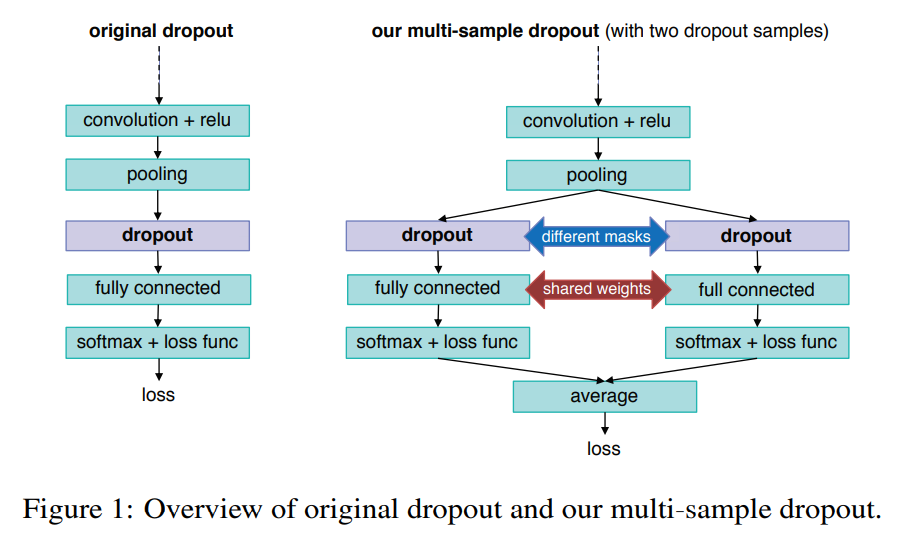 original dropout
convolution + relu
pooling
dropout
fully connected
softmax + loss func
loss
our multi-sample dropout (with two dropout samples)
convolution + relu
pooling
dropout different masks dropout
fully connected shared weights full connected
softmax + loss func softmax + loss func
average
loss
Figure 1: Overview of original dropout and our multi-sample dropout.